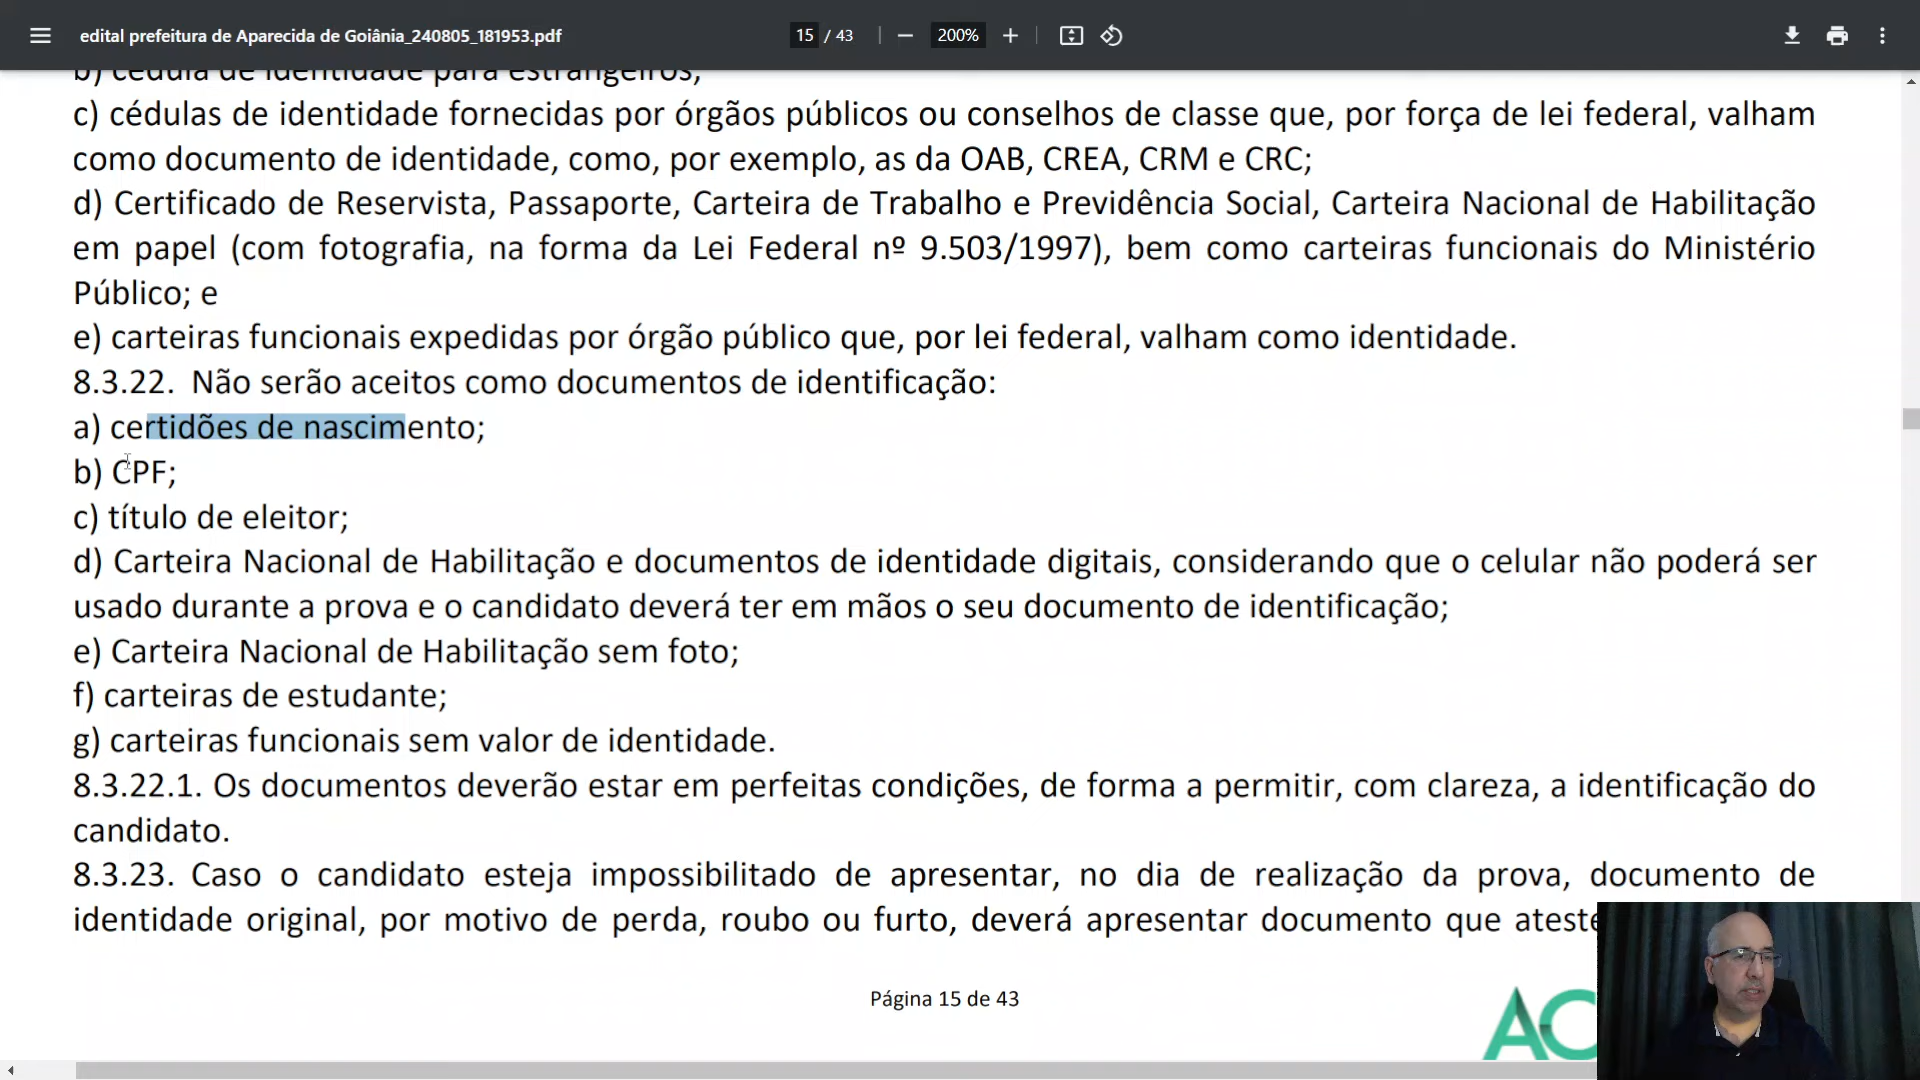 edital prefeitura de Aparecida de Goiânia_240805_181953.pdf
15 / 43
200%
b) cédula de identidade para estrangeiros;
c) cédulas de identidade fornecidas por órgãos públicos ou conselhos de classe que, por força de lei federal, valham
como documento de identidade, como, por exemplo, as da OAB, CREA, CRM e CRC;
d) Certificado de Reservista, Passaporte, Carteira de Trabalho e Previdência Social, Carteira Nacional de Habilitação
em papel (com fotografia, na forma da Lei Federal nº 9.503/1997), bem como carteiras funcionais do Ministério
Público; e
e) carteiras funcionais expedidas por órgão público que, por lei federal, valham como identidade.
8.3.22. Não serão aceitos como documentos de identificação:
a) certidões de nascimento;
b) CPF;
c) título de eleitor;
d) Carteira Nacional de Habilitação e documentos de identidade digitais, considerando que o celular não poderá ser
usado durante a prova e o candidato deverá ter em mãos o seu documento de identificação;
e) Carteira Nacional de Habilitação sem foto;
f) carteiras de estudante;
g) carteiras funcionais sem valor de identidade.
8.3.22.1. Os documentos deverão estar em perfeitas condições, de forma a permitir, com clareza, a identificação do
candidato.
8.3.23. Caso o candidato esteja impossibilitado de apresentar, no dia de realização da prova, documento de
identidade original, por motivo de perda, roubo ou furto, deverá apresentar documento que ateste
Página 15 de 43
AC